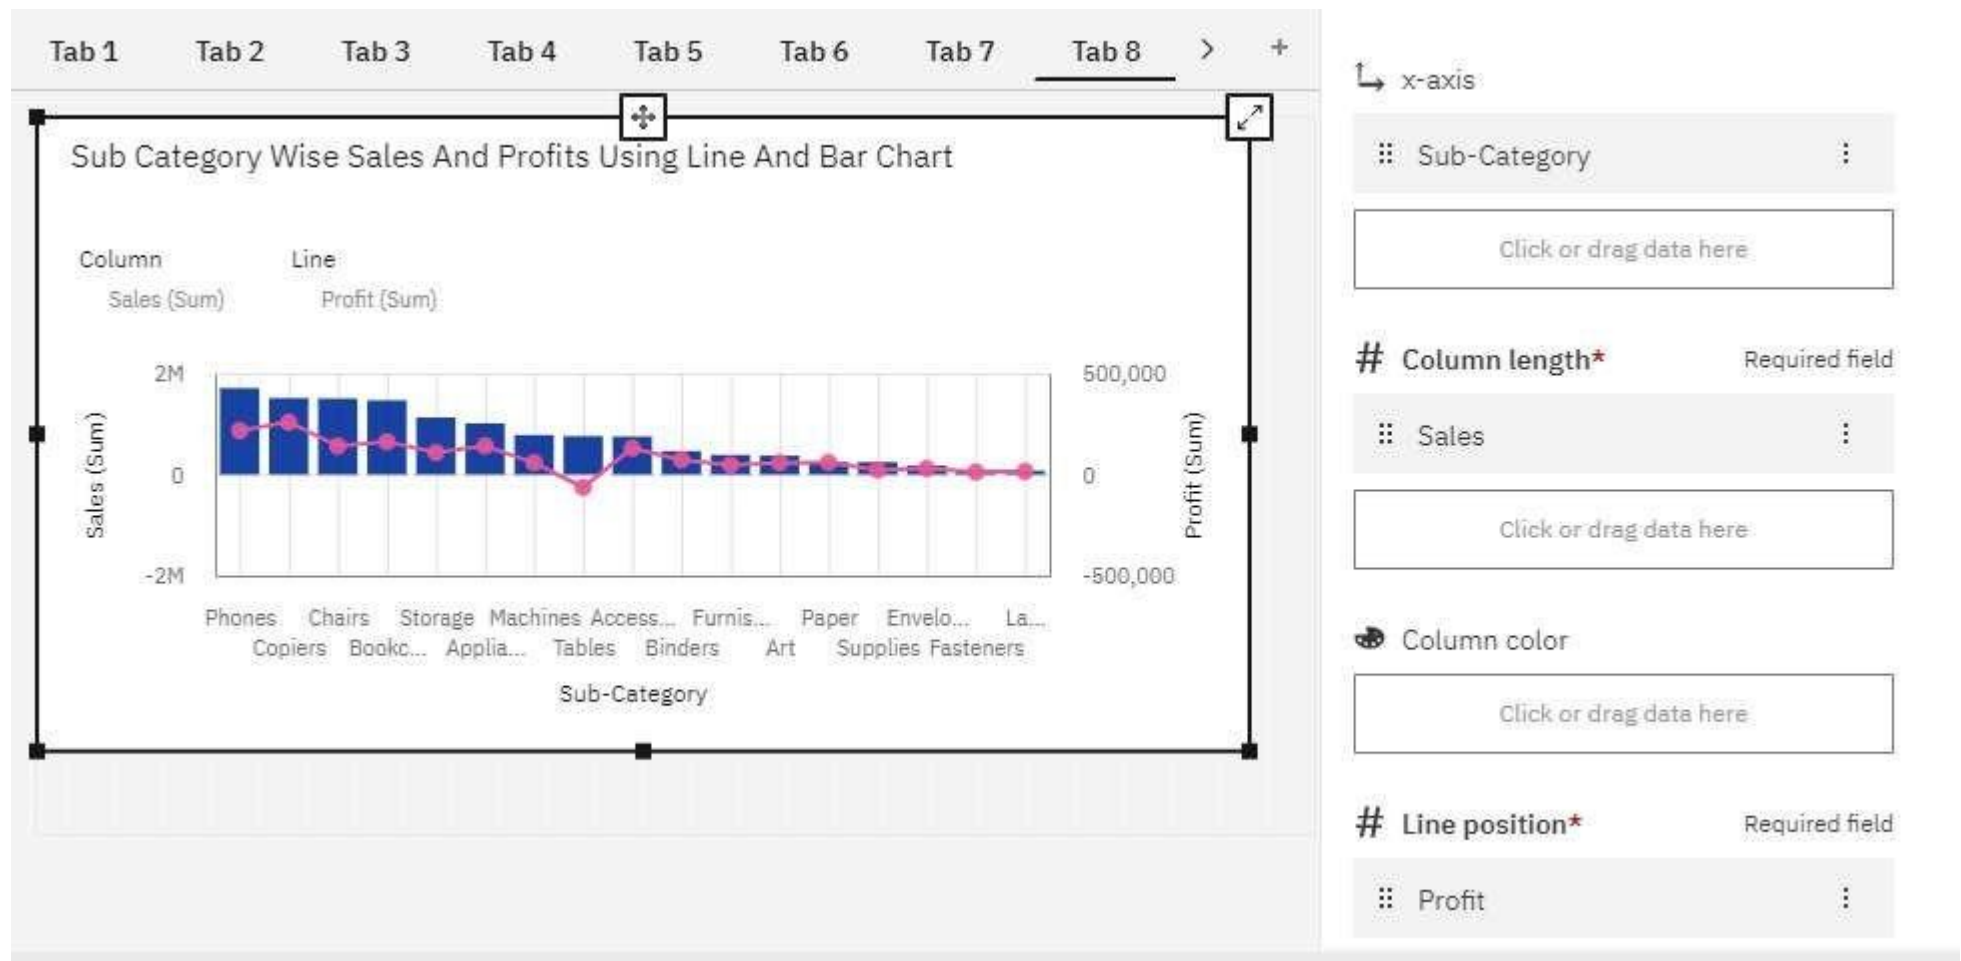 Tab 1 Tab 2 Tab 3 Tab 4 Tab 5 Tab 6 Tab 7 Tab 8
Sub Category Wise Sales And Profits Using Line And Bar Chart
Column Line
Sales (Sum) Profit (Sum)
2M 500,000
0 0
-2M -500,000
Sales (Sum)
Profit (Sum)
Phones Chairs Storage Machines Access... Furnis... Paper Envelo... La...
Copiers Bookc... Applia... Tables Binders Art Supplies Fasteners
Sub-Category
x-axis
Sub-Category
Click or drag data here
# Column length* Required field
Sales
Click or drag data here
Column color
Click or drag data here
# Line position* Required field
Profit